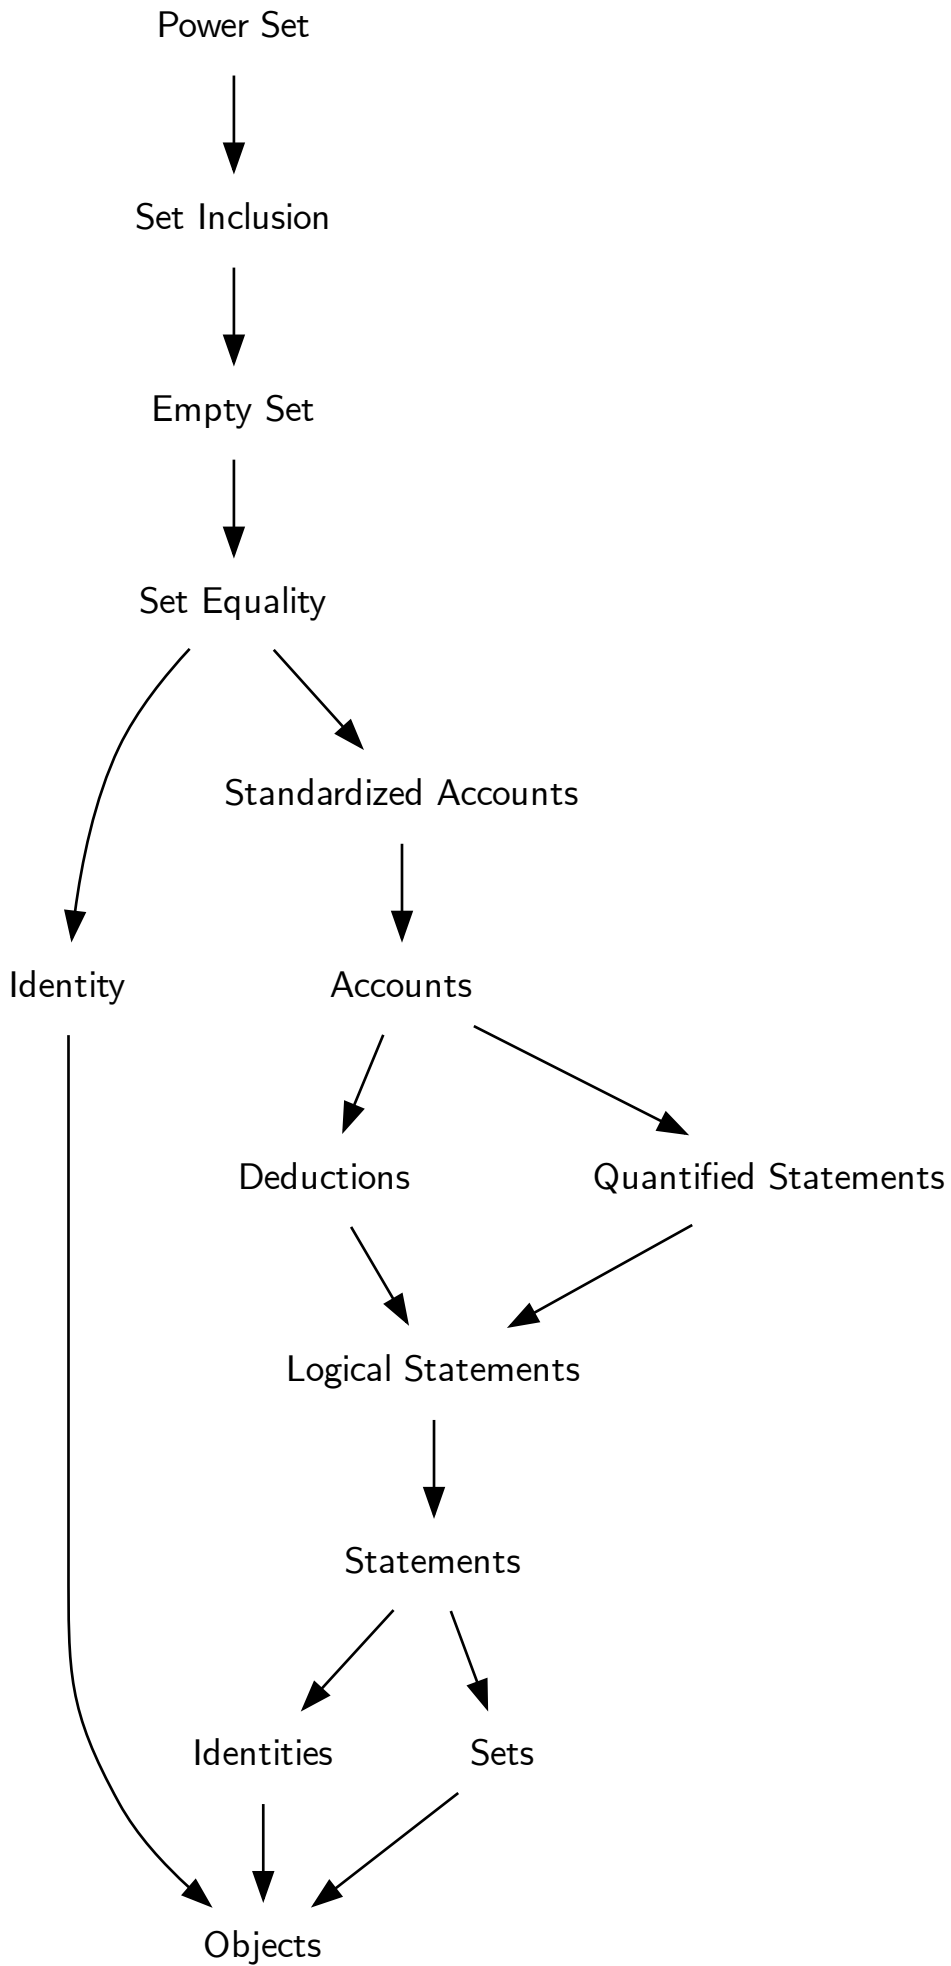 Power Set
Set Inclusion
Empty Set
Set Equality
Standardized Accounts
Identity
Accounts
Deductions
Quantified Statements
Logical Statements
Statements
Identities
Sets
Objects